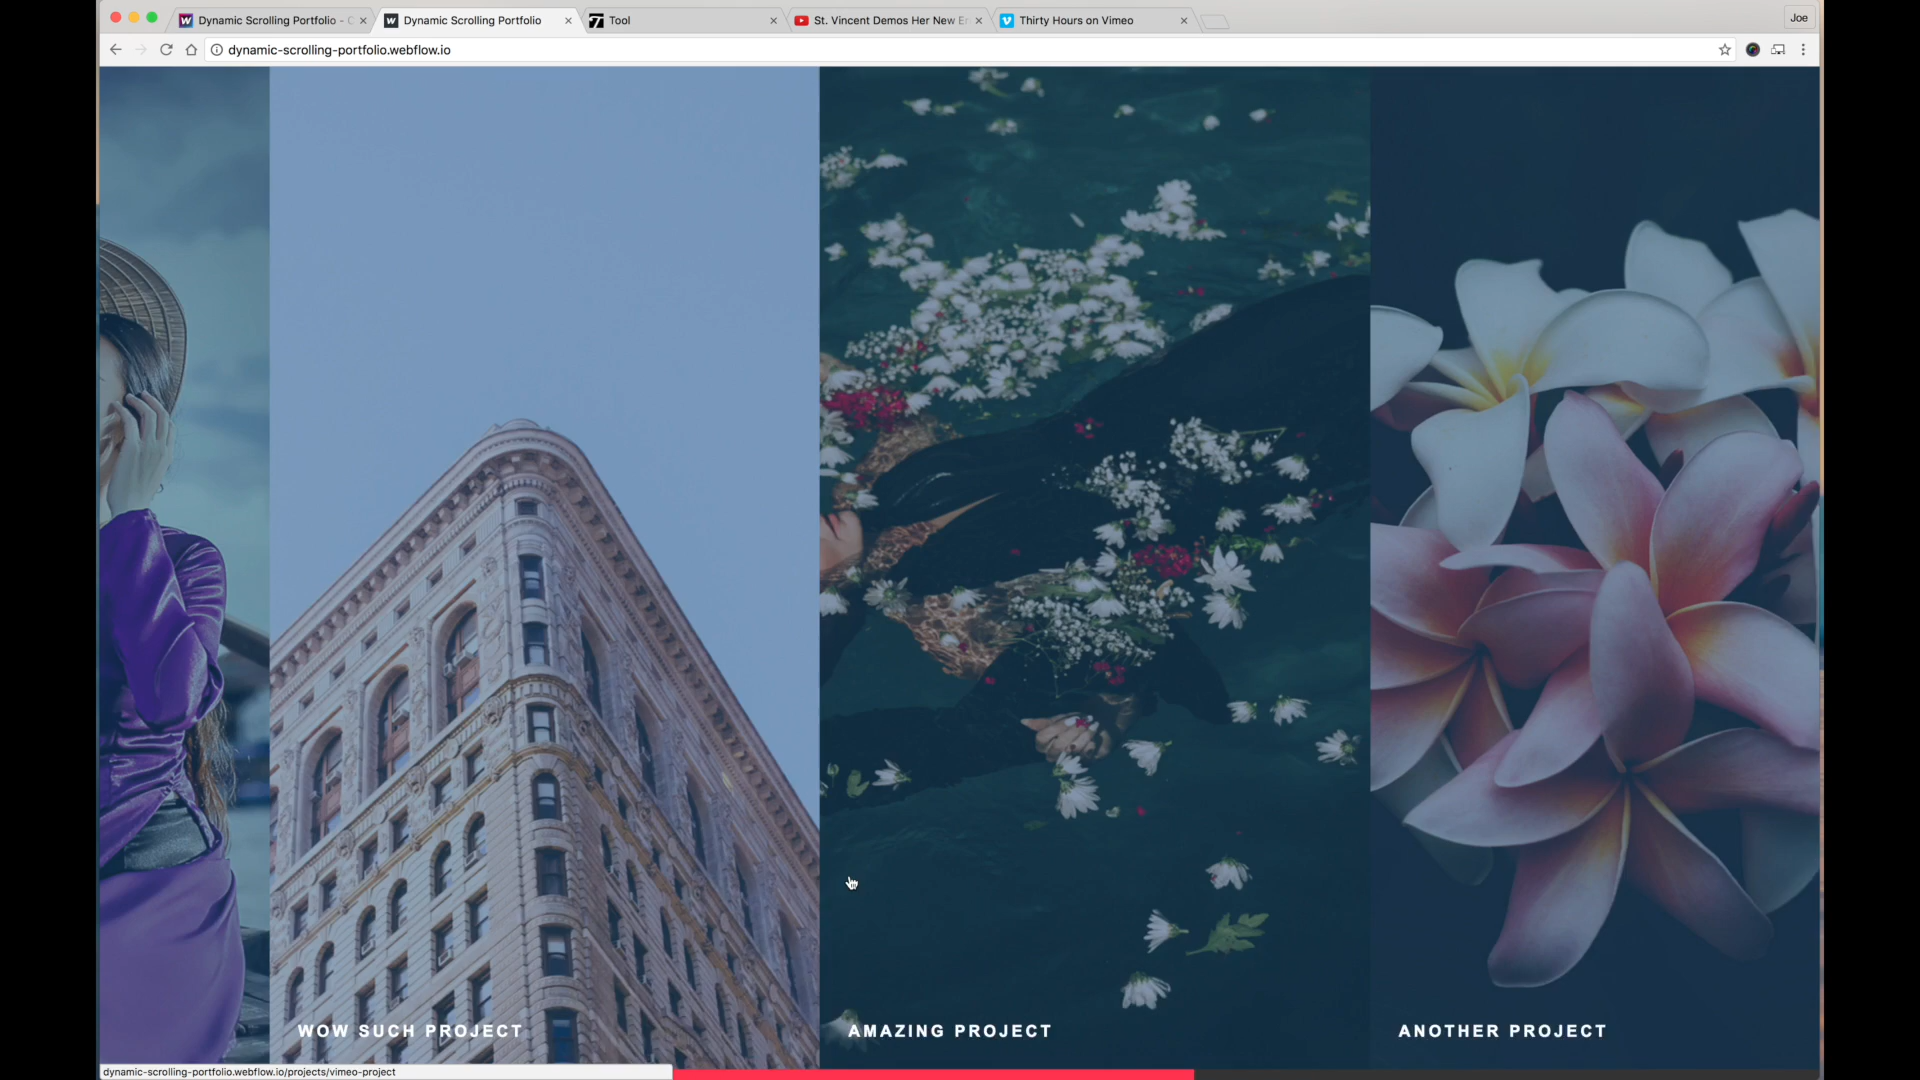 Dynamic Scrolling Portfolio - C
Dynamic Scrolling Portfolio
Tool
St. Vincent Demos Her New E
Thirty Hours on Vimeo
Joe
dynamic-scrolling-portfolio.webflow.io
WOW SUCH PROJECT
AMAZING PROJECT
ANOTHER PROJECT
dynamic-scrolling-portfolio.webflow.io/projects/vimeo-project